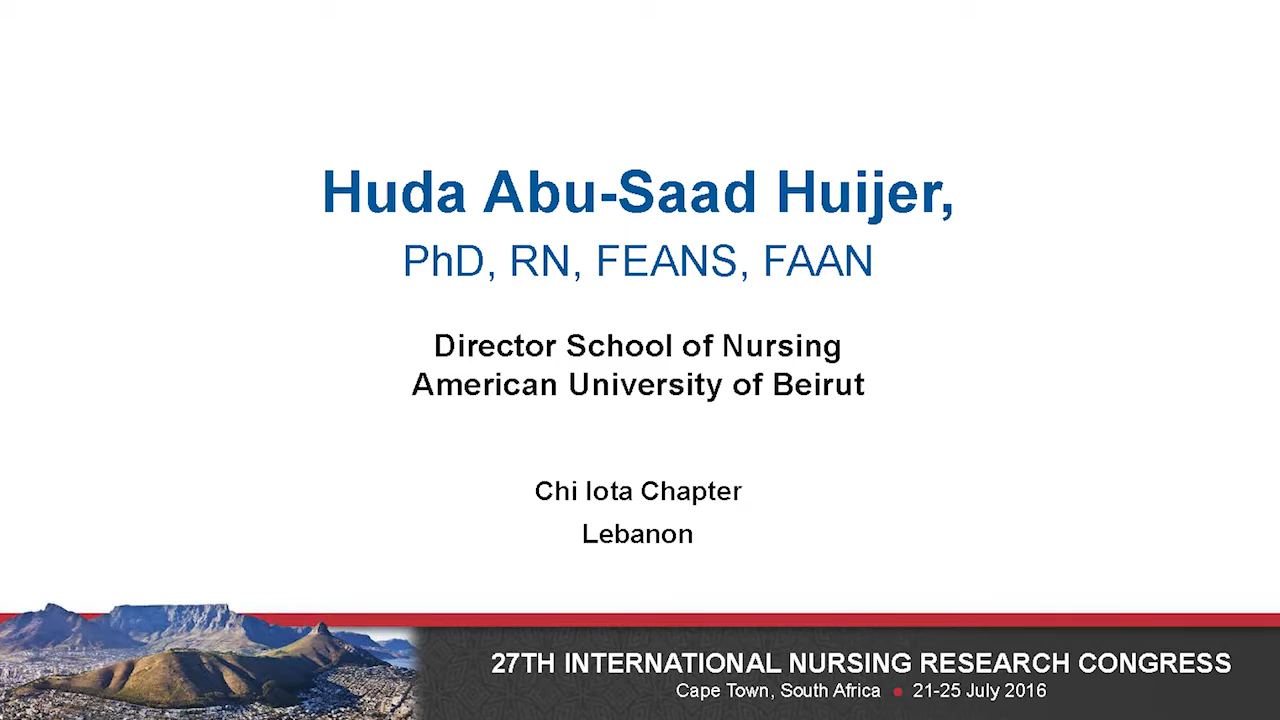 Huda Abu-Saad Huijer,
PhD, RN, FEANS, FAAN
Director School of Nursing
American University of Beirut
Chi Iota Chapter
Lebanon
27TH INTERNATIONAL NURSING RESEARCH CONGRESS
Cape Town, South Africa • 21-25 July 2016